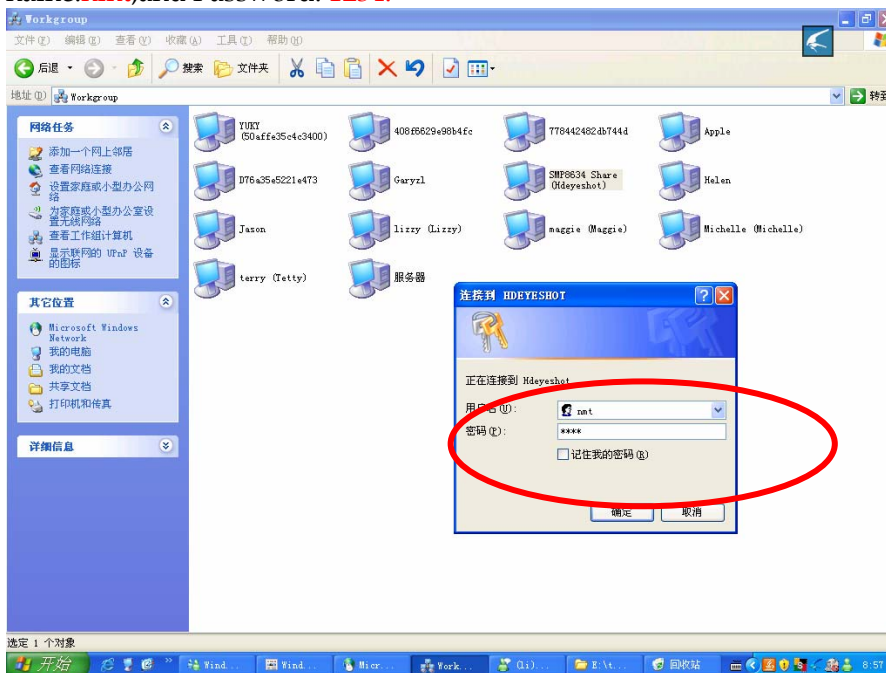 Workgroup
文件(F) 编辑(E) 查看(V) 收藏(A) 工具(T) 帮助(H)
后退 搜索 文件夹
地址(D) Workgroup 转到
网络任务
添加一个网上邻居
查看网络连接
设置家庭或小型办公网
络
为家庭或小型办公室设
置无线网络
查看工作组计算机
显示联网的 UPnP 设备
的图标
其它位置
Microsoft Windows
Network
我的电脑
我的文档
共享文档
打印机和传真
详细信息
YUKY
(50affe35c4c3400)
408f6629e98b4fc
778442482db744d
Apple
D76a35e5221e473
Garyzl
SMP8634 Share
(Hdeyeshot)
Helen
Jason
lizzy (Lizzy)
maggie (Maggie)
Michelle (Michelle)
terry (Tetty)
服务器
连接到 HDEYESHOT
正在连接到 Hdeyeshot
用户名(U): nmt
密码(P): ****
记住我的密码(R)
确定 取消
选定 1 个对象
开始 Wind... Wind... Micr... Work... (Li)... E:\t... 回收站 8:57